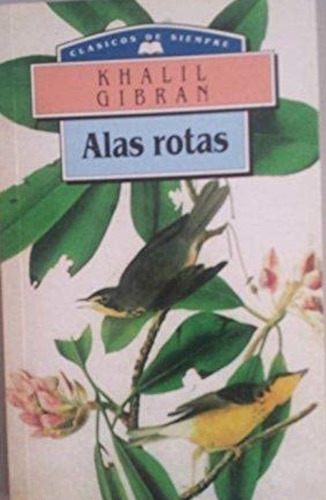 CLASICOS DE SIEMPRE
KHALIL
GIBRAN
Alas rotas